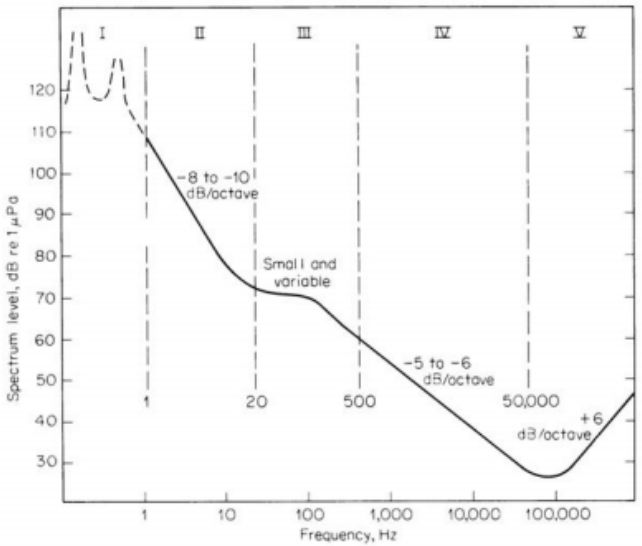 I II III IV V
120
110
100
90
80
70
60
50
40
30
Spectrum level, dB re 1 μPa
-8 to -10
dB/octave
Small and
variable
-5 to -6
dB/octave
+6
dB/octave
1 20 500 50,000
1 10 100 1,000 10,000 100,000
Frequency, Hz